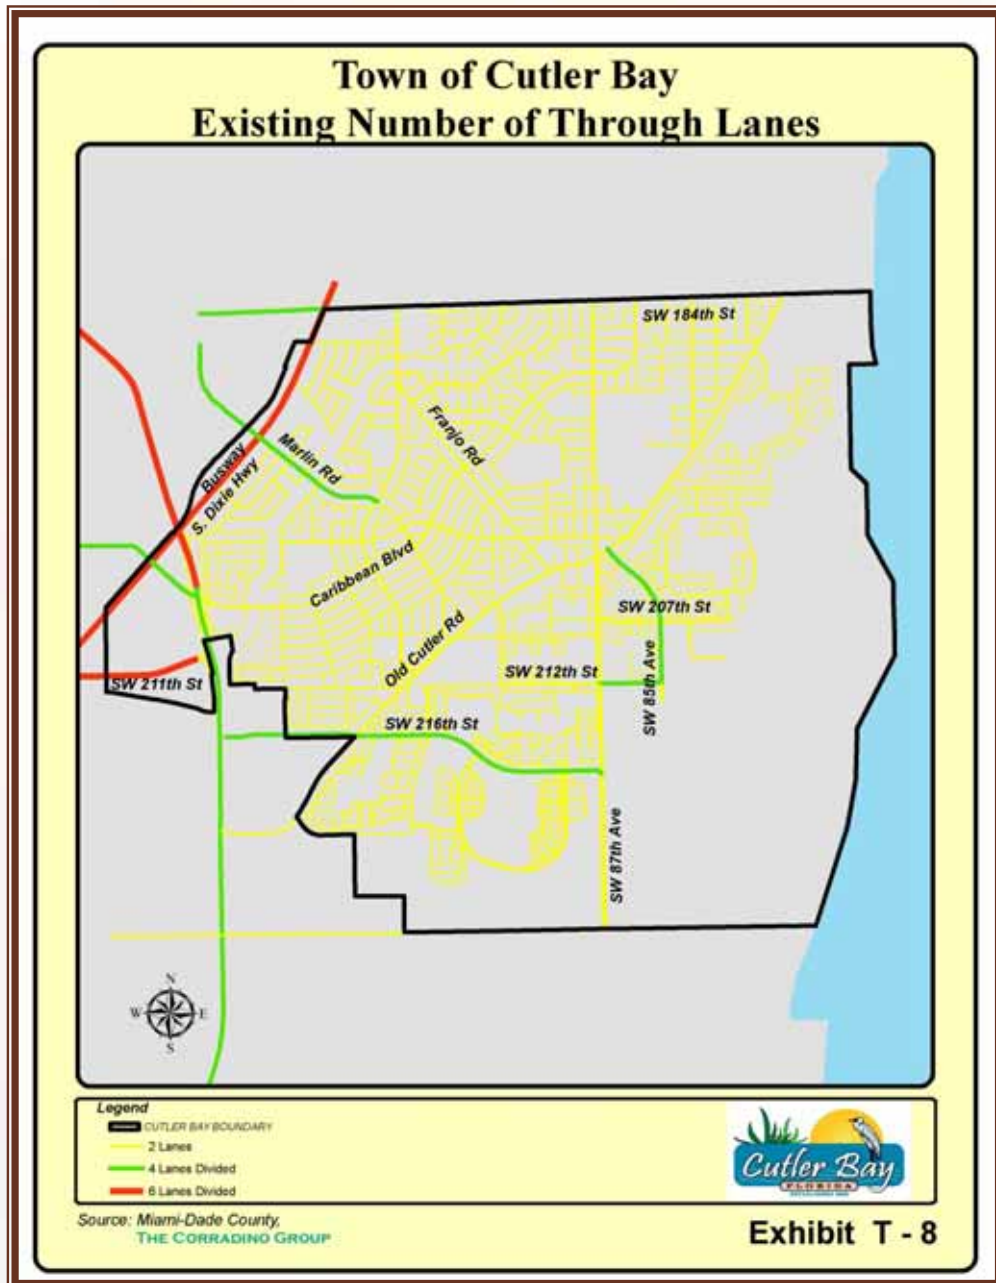 Town of Cutler Bay
Existing Number of Through Lanes
SW 184th St
Franjo Rd
Marlin Rd
Busway
S. Dixie Hwy
Caribbean Blvd
SW 207th St
Old Cutler Rd
SW 212th St
SW 85th Ave
SW 211th St
SW 216th St
SW 87th Ave
N
W E
S
Legend
CUTLER BAY BOUNDARY
2 Lanes
4 Lanes Divided
6 Lanes Divided
Cutler Bay
FLORIDA
Source: Miami-Dade County,
THE CORRADINO GROUP
Exhibit T - 8